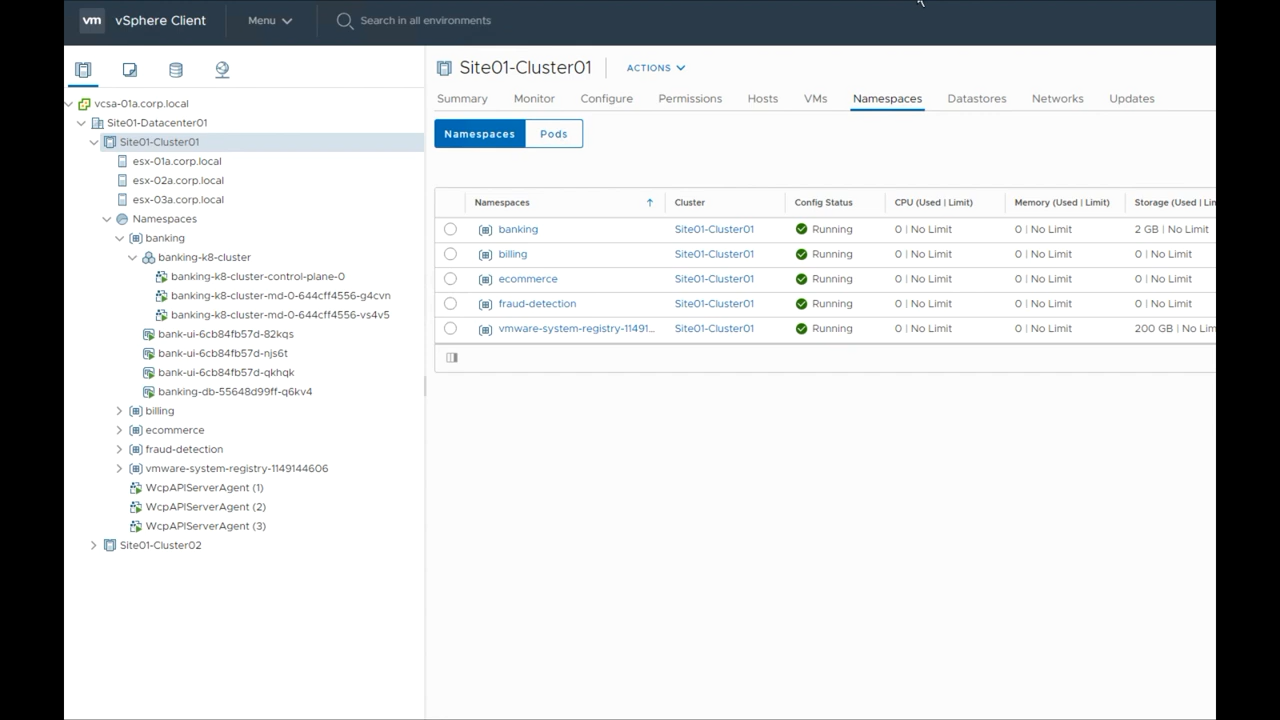 vm vSphere Client Menu Search in all environments
vcsa-01a.corp.local
Site01-Datacenter01
Site01-Cluster01
esx-01a.corp.local
esx-02a.corp.local
esx-03a.corp.local
Namespaces
banking
banking-k8-cluster
banking-k8-cluster-control-plane-0
banking-k8-cluster-md-0-644cff4556-g4cvn
banking-k8-cluster-md-0-644cff4556-vs4v5
bank-ui-6cb84fb57d-82kqs
bank-ui-6cb84fb57d-njs6t
bank-ui-6cb84fb57d-qkhqk
banking-db-55648d99ff-q6kv4
billing
ecommerce
fraud-detection
vmware-system-registry-1149144606
WcpAPIServerAgent (1)
WcpAPIServerAgent (2)
WcpAPIServerAgent (3)
Site01-Cluster02
Site01-Cluster01 ACTIONS
Summary Monitor Configure Permissions Hosts VMs Namespaces Datastores Networks Updates
Namespaces Pods
Namespaces Cluster Config Status CPU (Used | Limit) Memory (Used | Limit) Storage (Used | Lin
banking Site01-Cluster01 Running 0 | No Limit 0 | No Limit 2 GB | No Limit
billing Site01-Cluster01 Running 0 | No Limit 0 | No Limit 0 | No Limit
ecommerce Site01-Cluster01 Running 0 | No Limit 0 | No Limit 0 | No Limit
fraud-detection Site01-Cluster01 Running 0 | No Limit 0 | No Limit 0 | No Limit
vmware-system-registry-11491... Site01-Cluster01 Running 0 | No Limit 0 | No Limit 200 GB | No Lim